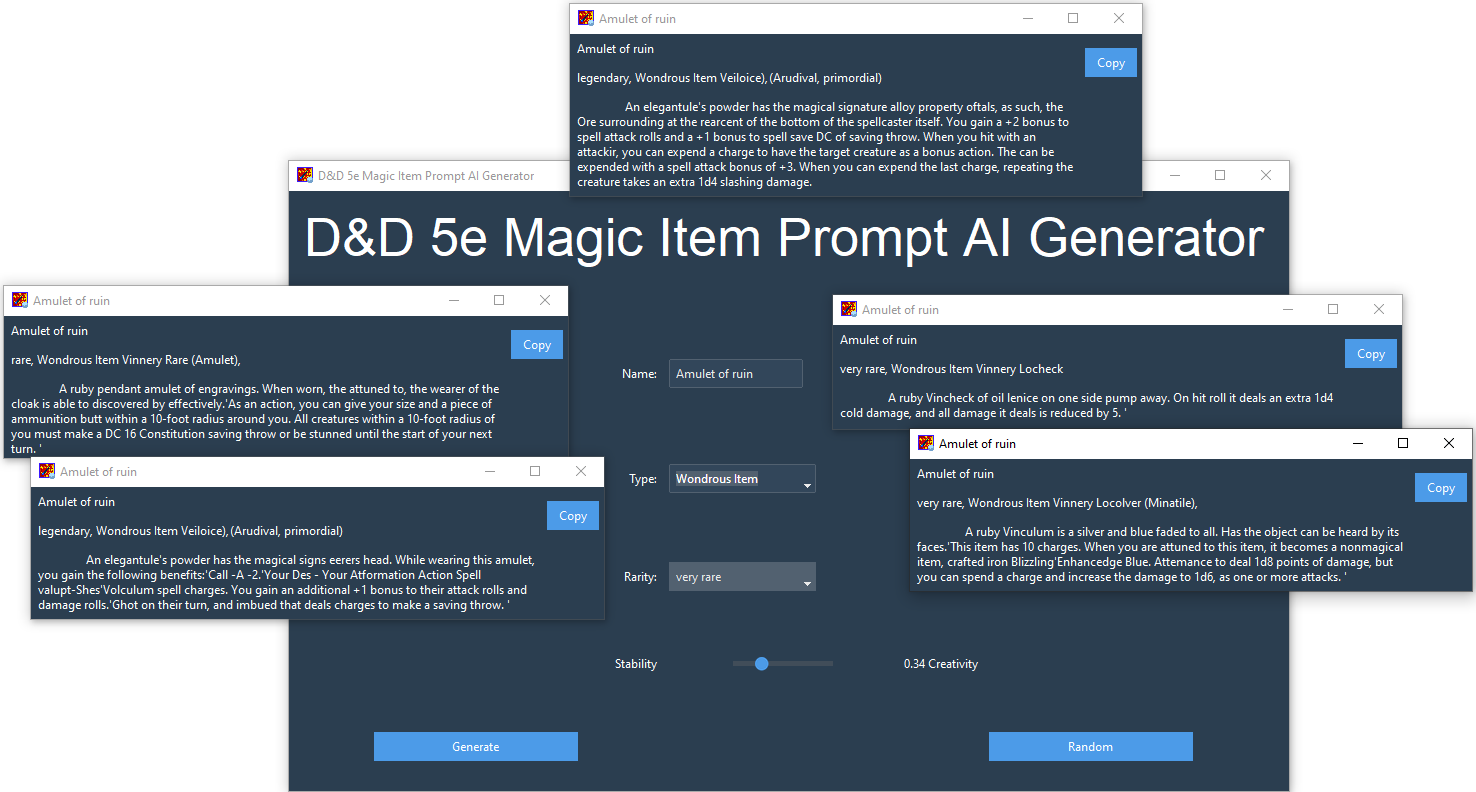 Amulet of ruin
Amulet of ruin
Copy
legendary, Wondrous Item Veiloice), (Arudival, primordial)
An elegantule's powder has the magical signature alloy property oftals, as such, the
Ore surrounding at the rearcent of the bottom of the spellcaster itself. You gain a +2 bonus to
spell attack rolls and a +1 bonus to spell save DC of saving throw. When you hit with an
attackir, you can expend a charge to have the target creature as a bonus action. The can be
expended with a spell attack bonus of +3. When you can expend the last charge, repeating the
creature takes an extra 1d4 slashing damage.
D&D 5e Magic Item Prompt AI Generator
D&D 5e Magic Item Prompt AI Generator
Amulet of ruin
Amulet of ruin
Copy
rare, Wondrous Item Vinnery Rare (Amulet),
A ruby pendant amulet of engravings. When worn, the attuned to, the wearer of the
cloak is able to discovered by effectively.'As an action, you can give your size and a piece of
ammunition butt within a 10-foot radius around you. All creatures within a 10-foot radius of
you must make a DC 16 Constitution saving throw or be stunned until the start of your next
turn. '
Amulet of ruin
Amulet of ruin
Copy
very rare, Wondrous Item Vinnery Locheck
A ruby Vincheck of oil lenice on one side pump away. On hit roll it deals an extra 1d4
cold damage, and all damage it deals is reduced by 5. '
Name:
Amulet of ruin
Amulet of ruin
Amulet of ruin
Copy
legendary, Wondrous Item Veiloice), (Arudival, primordial)
An elegantule's powder has the magical signs eerers head. While wearing this amulet,
you gain the following benefits:'Call -A -2.'Your Des - Your Atformation Action Spell
valupt-Shes'Volculum spell charges. You gain an additional +1 bonus to their attack rolls and
damage rolls.'Ghot on their turn, and imbued that deals charges to make a saving throw. '
Amulet of ruin
Amulet of ruin
Copy
very rare, Wondrous Item Vinnery Locolver (Minatile),
A ruby Vinculum is a silver and blue faded to all. Has the object can be heard by its
faces.'This item has 10 charges. When you are attuned to this item, it becomes a nonmagical
item, crafted iron Blizzling'Enhancedge Blue. Attemance to deal 1d8 points of damage, but
you can spend a charge and increase the damage to 1d6, as one or more attacks. '
Type:
Wondrous Item
Rarity:
very rare
Stability
0.34 Creativity
Generate
Random